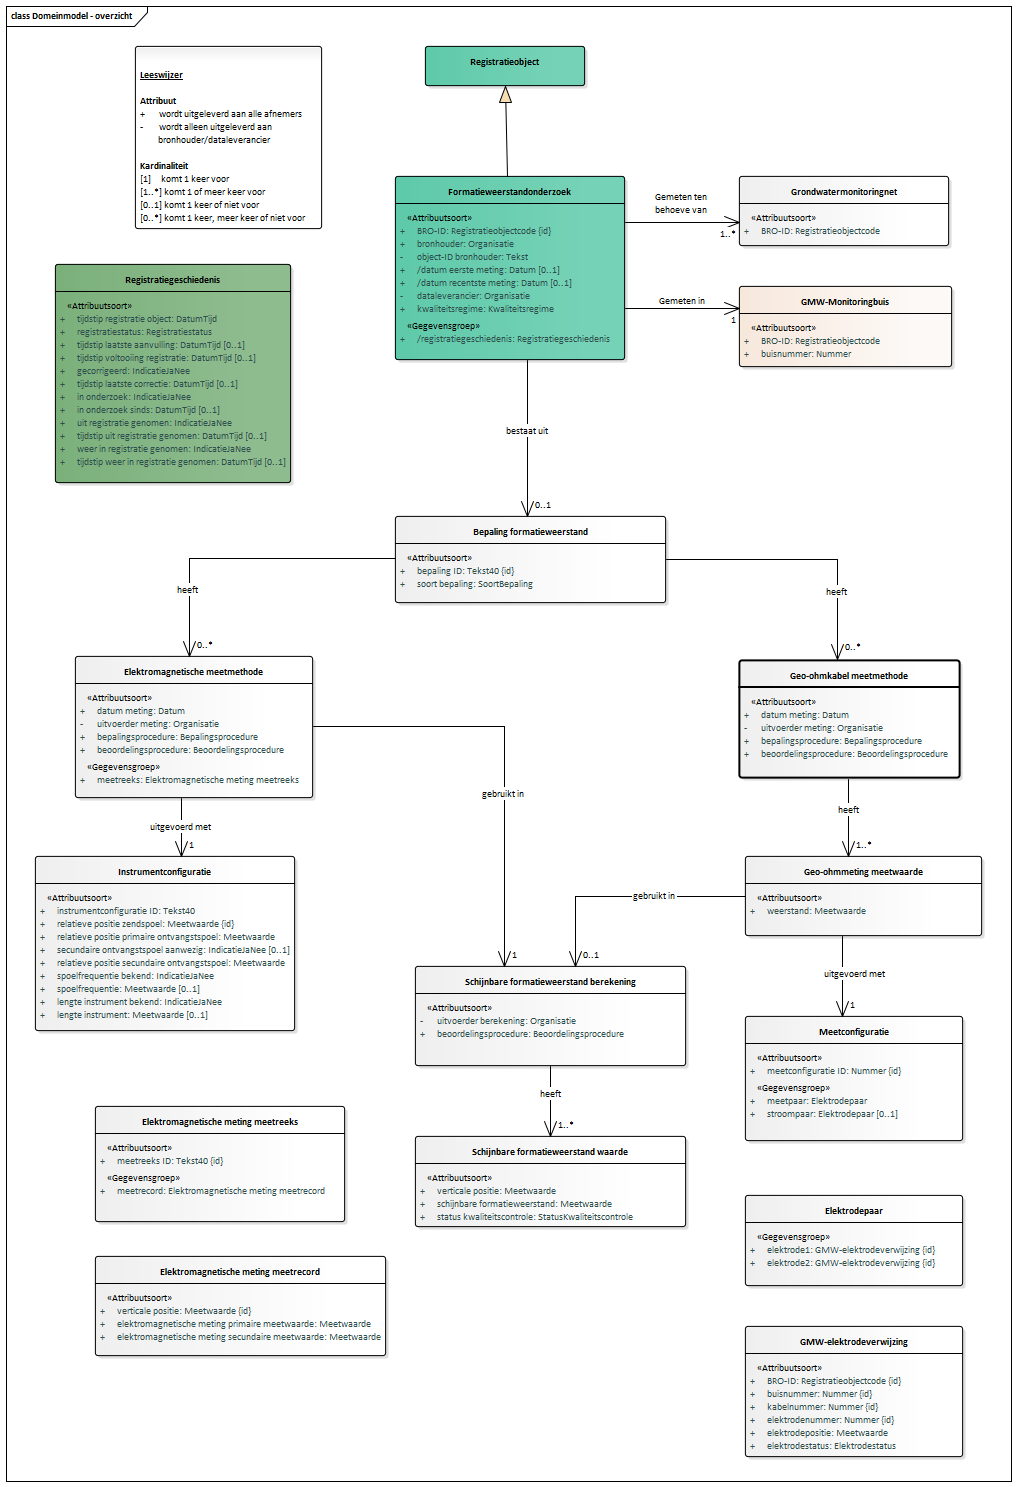 class Domeinmodel - overzicht
Leeswijzer
Attribuut
+ wordt uitgeleverd aan alle afnemers
- wordt alleen uitgeleverd aan
bronhouder/dataleverancier
Kardinaliteit
[1] komt 1 keer voor
[1..*] komt 1 of meer keer voor
[0..1] komt 1 keer of niet voor
[0..*] komt 1 keer, meer keer of niet voor
Registratieobject
Formatieweerstandonderzoek
«Attribuutsoort»
+ BRO-ID: Registratieobjectcode {id}
+ bronhouder: Organisatie
- object-ID bronhouder: Tekst
+ /datum eerste meting: Datum [0..1]
+ /datum recentste meting: Datum [0..1]
- dataleverancier: Organisatie
+ kwaliteitsregime: Kwaliteitsregime
«Gegevensgroep»
+ /registratiegeschiedenis: Registratiegeschiedenis
Gemeten ten
behoeve van
1..*
Grondwatermonitoringnet
«Attribuutsoort»
+ BRO-ID: Registratieobjectcode
Gemeten in
1
GMW-Monitoringbuis
«Attribuutsoort»
+ BRO-ID: Registratieobjectcode
+ buisnummer: Nummer
Registratiegeschiedenis
«Attribuutsoort»
+ tijdstip registratie object: DatumTijd
+ registratiestatus: Registratiestatus
+ tijdstip laatste aanvulling: DatumTijd [0..1]
+ tijdstip voltooiing registratie: DatumTijd [0..1]
+ gecorrigeerd: IndicatieJaNee
+ tijdstip laatste correctie: DatumTijd [0..1]
+ in onderzoek: IndicatieJaNee
+ in onderzoek sinds: DatumTijd [0..1]
+ uit registratie genomen: IndicatieJaNee
+ tijdstip uit registratie genomen: DatumTijd [0..1]
+ weer in registratie genomen: IndicatieJaNee
+ tijdstip weer in registratie genomen: DatumTijd [0..1]
bestaat uit
0..1
Bepaling formatieweerstand
«Attribuutsoort»
+ bepaling ID: Tekst40 {id}
+ soort bepaling: SoortBepaling
heeft
0..*
heeft
0..*
Elektromagnetische meetmethode
«Attribuutsoort»
+ datum meting: Datum
- uitvoerder meting: Organisatie
+ bepalingsprocedure: Bepalingsprocedure
+ beoordelingsprocedure: Beoordelingsprocedure
«Gegevensgroep»
+ meetreeks: Elektromagnetische meting meetreeks
Geo-ohmkabel meetmethode
«Attribuutsoort»
+ datum meting: Datum
- uitvoerder meting: Organisatie
+ bepalingsprocedure: Bepalingsprocedure
+ beoordelingsprocedure: Beoordelingsprocedure
gebruikt in
1
uitgevoerd met
1
heeft
1..*
Instrumentconfiguratie
«Attribuutsoort»
+ instrumentconfiguratie ID: Tekst40
+ relatieve positie zendspoel: Meetwaarde {id}
+ relatieve positie primaire ontvangstspoel: Meetwaarde
+ secundaire ontvangstspoel aanwezig: IndicatieJaNee [0..1]
+ relatieve positie secundaire ontvangstspoel: Meetwaarde
+ spoelfrequentie bekend: IndicatieJaNee
+ spoelfrequentie: Meetwaarde [0..1]
+ lengte instrument bekend: IndicatieJaNee
+ lengte instrument: Meetwaarde [0..1]
Geo-ohmmeting meetwaarde
«Attribuutsoort»
+ weerstand: Meetwaarde
gebruikt in
0..1
uitgevoerd met
1
Schijnbare formatieweerstand berekening
«Attribuutsoort»
- uitvoerder berekening: Organisatie
+ beoordelingsprocedure: Beoordelingsprocedure
Meetconfiguratie
«Attribuutsoort»
+ meetconfiguratie ID: Nummer {id}
«Gegevensgroep»
+ meetpaar: Elektrodepaar
+ stroompaar: Elektrodepaar [0..1]
heeft
1..*
Elektromagnetische meting meetreeks
«Attribuutsoort»
+ meetreeks ID: Tekst40 {id}
«Gegevensgroep»
+ meetrecord: Elektromagnetische meting meetrecord
Schijnbare formatieweerstand waarde
«Attribuutsoort»
+ verticale positie: Meetwaarde
+ schijnbare formatieweerstand: Meetwaarde
+ status kwaliteitscontrole: StatusKwaliteitscontrole
Elektrodepaar
«Gegevensgroep»
+ elektrode1: GMW-elektrodeverwijzing {id}
+ elektrode2: GMW-elektrodeverwijzing {id}
Elektromagnetische meting meetrecord
«Attribuutsoort»
+ verticale positie: Meetwaarde {id}
+ elektromagnetische meting primaire meetwaarde: Meetwaarde
+ elektromagnetische meting secundaire meetwaarde: Meetwaarde
GMW-elektrodeverwijzing
«Attribuutsoort»
+ BRO-ID: Registratieobjectcode {id}
+ buisnummer: Nummer {id}
+ kabelnummer: Nummer {id}
+ elektrodenummer: Nummer {id}
+ elektrodepositie: Meetwaarde
+ elektrodestatus: Elektrodestatus